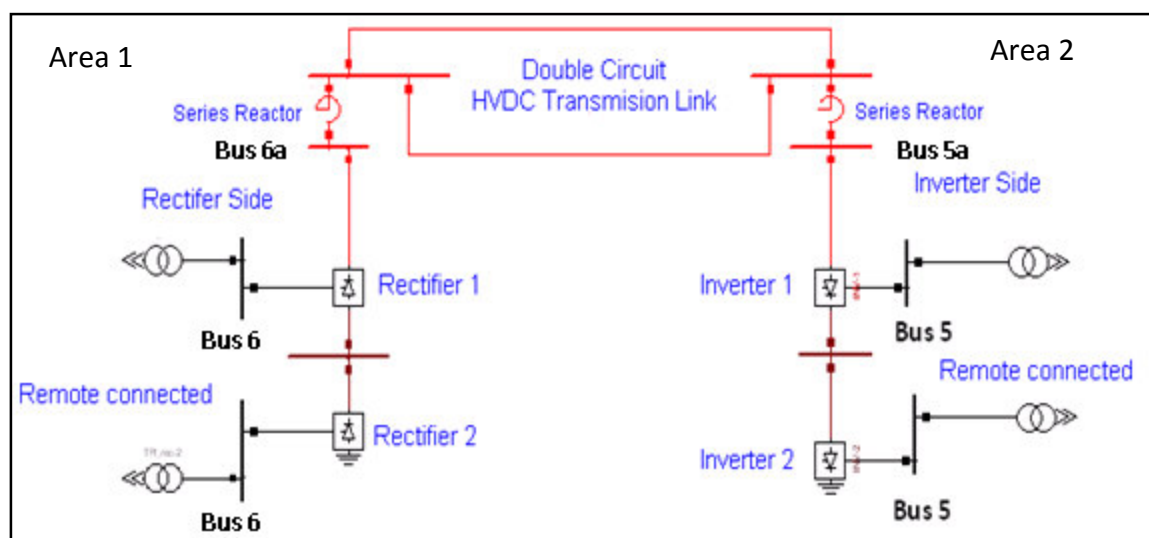 Area 1
Area 2
Double Circuit
HVDC Transmision Link
Series Reactor
Series Reactor
Bus 6a
Bus 5a
Rectifer Side
Inverter Side
Rectifier 1
Inverter 1
Bus 6
Bus 5
Remote connected
Remote connected
Rectifier 2
Inverter 2
Bus 6
Bus 5